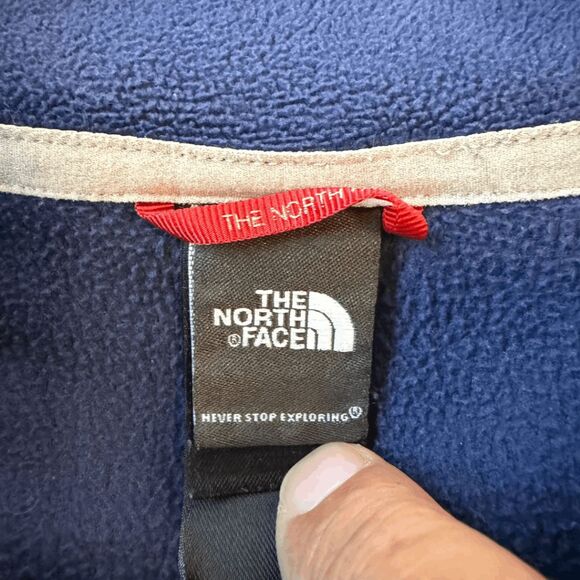 THE NORTH
THE
NORTH
®FACE
NEVER STOP EXPLORING®